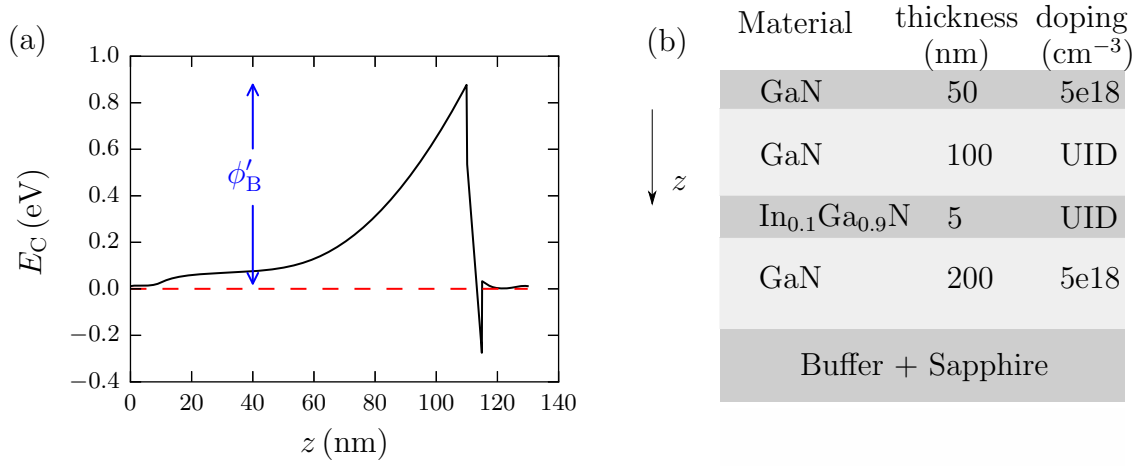 (a)
1.0
0.8
0.6
0.4
0.2
0.0
−0.2
−0.4
E_C (eV)
ϕ′_B
0 20 40 60 80 100 120 140
z (nm)
(b)
Material thickness doping
(nm) (cm⁻³)
GaN 50 5e18
GaN 100 UID
In₀.₁Ga₀.₉N 5 UID
GaN 200 5e18
Buffer + Sapphire
z